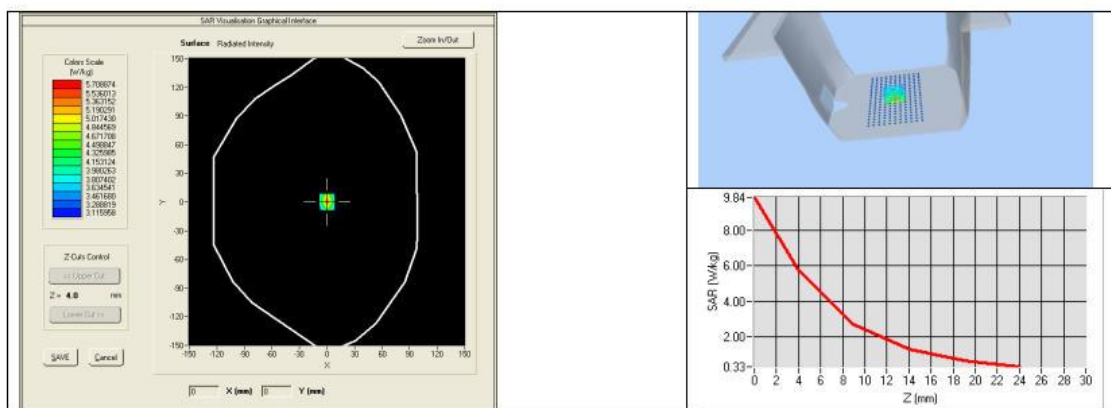 SAR Visualisation Graphical Interface
Surface Radiated Intensity
Zoom In/Out
Colors Scale
(W/kg)
5.708874
5.536013
5.363152
5.190291
5.017430
4.844569
4.671708
4.498847
4.325985
4.153124
3.980263
3.807402
3.634541
3.461680
3.288819
3.115958
Z-Cuts Control
<< Upper Cut
Z = 4.0 mm
Lower Cut >>
SAVE Cancel
150
120
90
60
30
0
-30
-60
-90
-120
-150
Y
-150 -120 -90 -60 -30 0 30 60 90 120 150
X
0 X (mm) 0 Y (mm)
9.84
8.00
6.00
4.00
2.00
0.33
SAR (W/kg)
0 2 4 6 8 10 12 14 16 18 20 22 24 26 28 30
Z (mm)